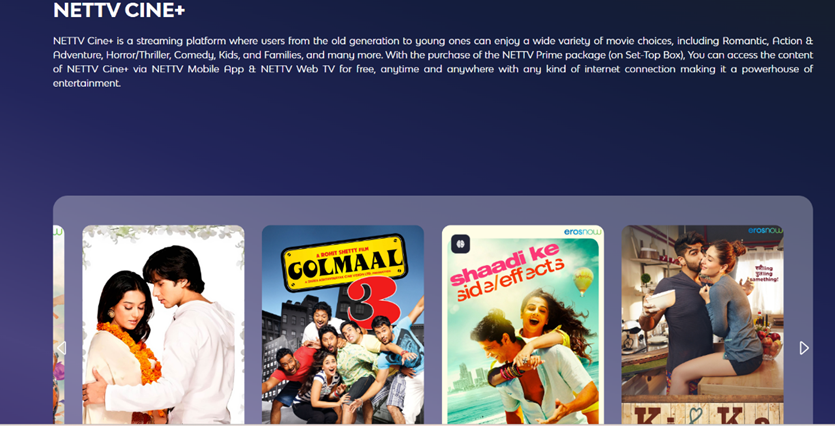 NETTV CINE+
NETTV Cine+ is a streaming platform where users from the old generation to young ones can enjoy a wide variety of movie choices, including Romantic, Action &
Adventure, Horror/Thriller, Comedy, Kids, and Families, and many more. With the purchase of the NETTV Prime package (on Set-Top Box), You can access the content
of NETTV Cine+ via NETTV Mobile App & NETTV Web TV for free, anytime and anywhere with any kind of internet connection making it a powerhouse of
entertainment.
A ROHIT SHETTY FILM
GOLMAAL
3
erosnow
shaadi ke
side/effects
erosnow